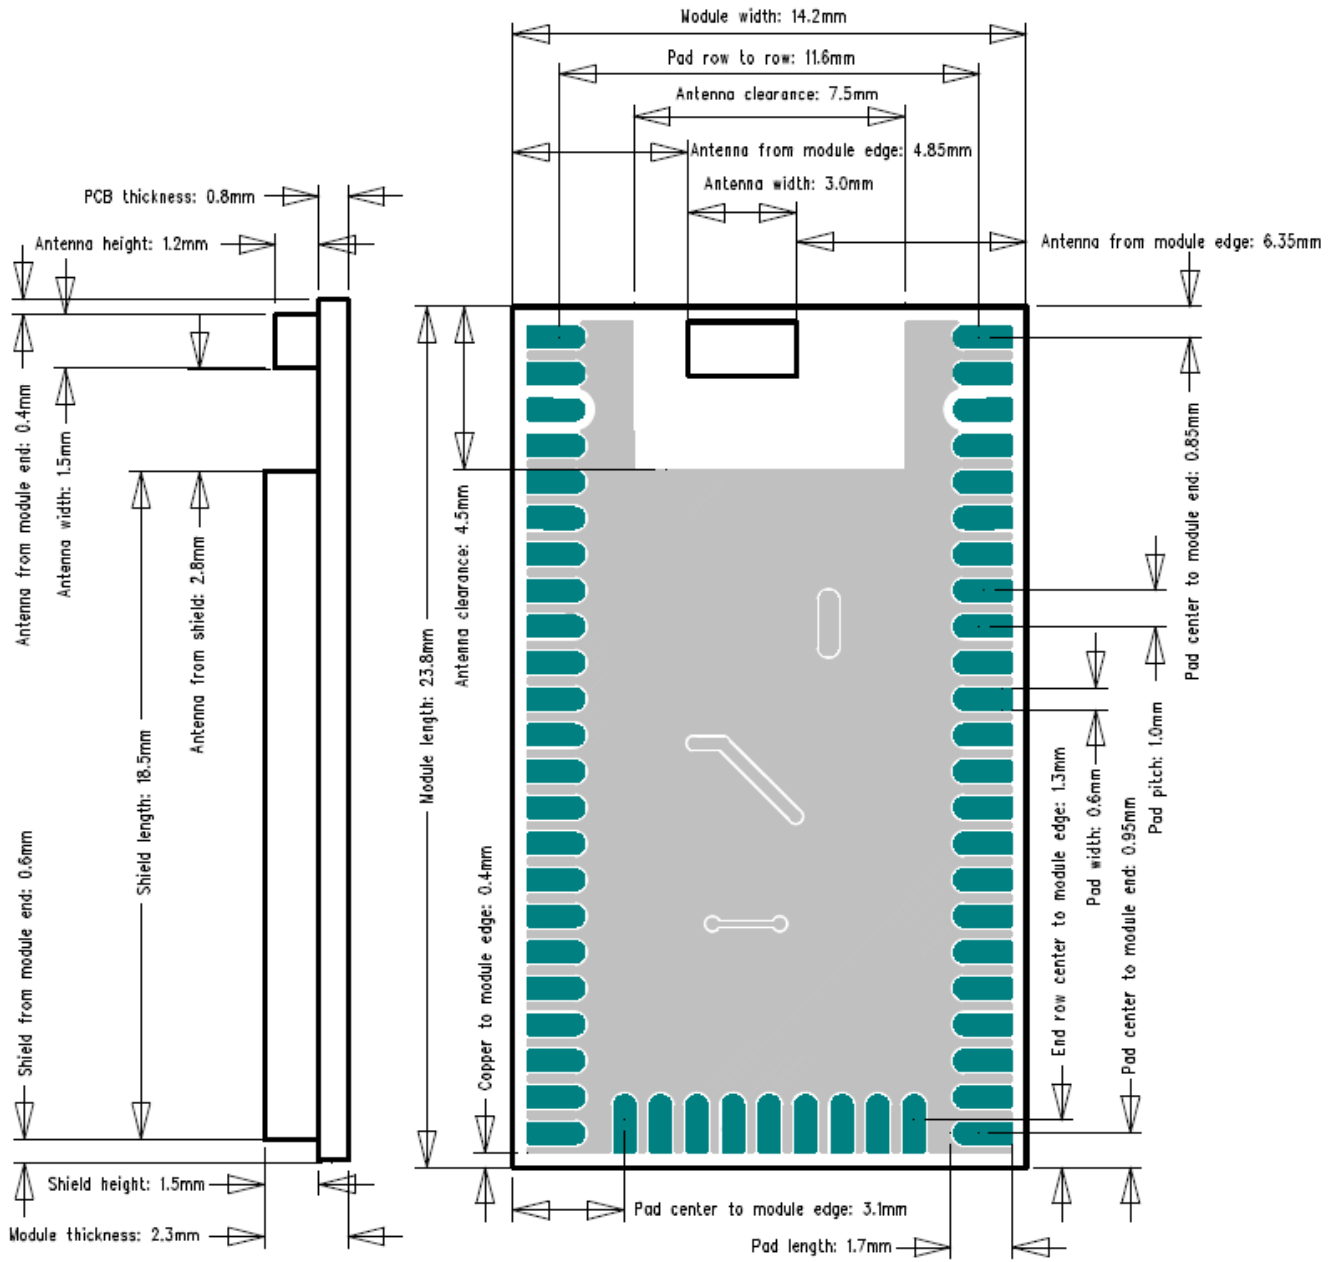 Module width: 14.2mm
Pad row to row: 11.6mm
Antenna clearance: 7.5mm
Antenna from module edge: 4.85mm
Antenna width: 3.0mm
PCB thickness: 0.8mm
Antenna height: 1.2mm
Antenna from module edge: 6.35mm
Antenna from module end: 0.4mm
Antenna width: 1.5mm
Antenna from shield: 2.8mm
Shield length: 18.5mm
Shield from module end: 0.6mm
Module length: 23.8mm
Antenna clearance: 4.5mm
Copper to module edge: 0.4mm
Pad center to module end: 0.85mm
Pad pitch: 1.0mm
Pad width: 0.6mm
End row center to module edge: 1.3mm
Pad center to module end: 0.95mm
Shield height: 1.5mm
Module thickness: 2.3mm
Pad center to module edge: 3.1mm
Pad length: 1.7mm